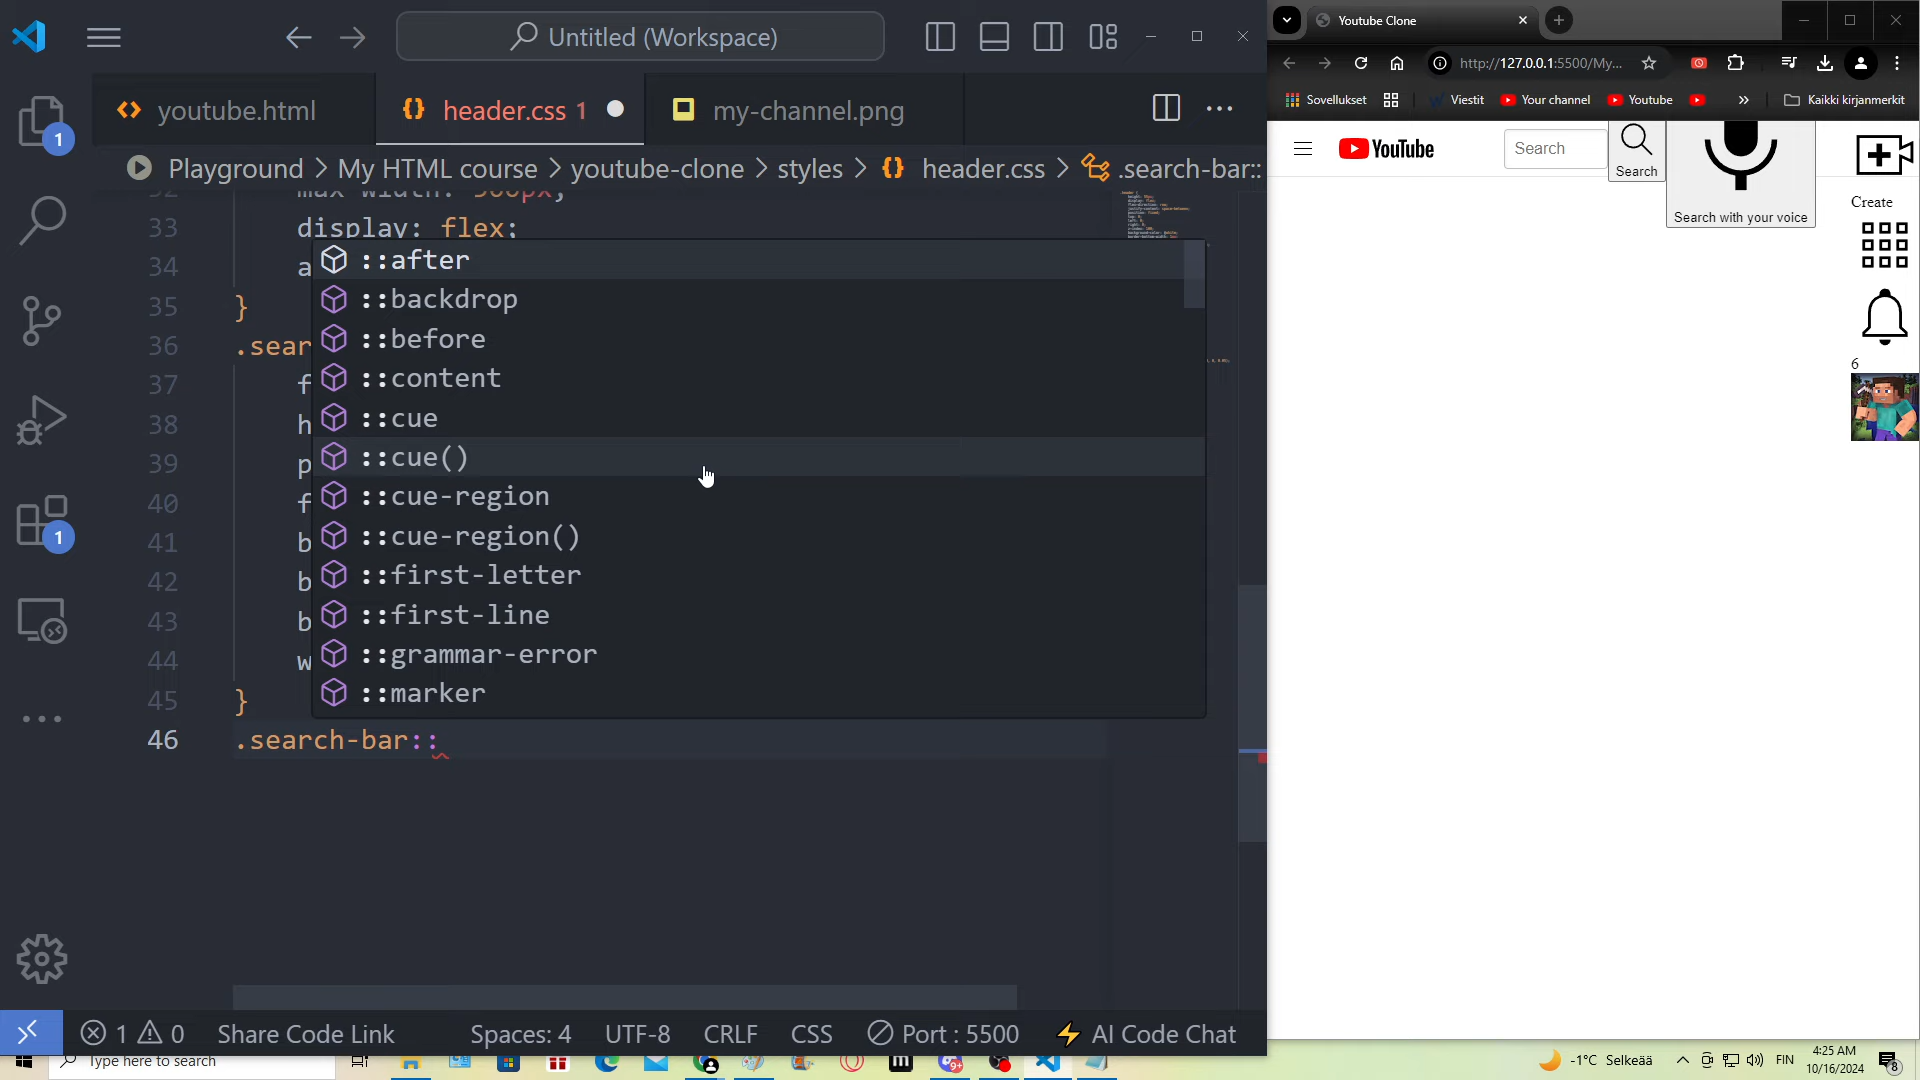 Untitled (Workspace)
youtube.html
header.css 1
my-channel.png
Playground > My HTML course > youtube-clone > styles > {} header.css > .search-bar::
33 display: flex;
34 a
35 }
36 .sear
37 f
38 h
39 p
40 f
41 b
42 b
43 b
44 w
45 }
46 .search-bar::
::after
::backdrop
::before
::content
::cue
::cue()
::cue-region
::cue-region()
::first-letter
::first-line
::grammar-error
::marker
1
1
1 0 Share Code Link Spaces: 4 UTF-8 CRLF CSS Port : 5500 AI Code Chat
Youtube Clone
http://127.0.0.1:5500/My...
Sovellukset Viestit Your channel Youtube » Kaikki kirjanmerkit
YouTube
Search
Search
Search with your voice
Create
6
Type here to search
9+
-1°C Selkeää FIN 4:25 AM
10/16/2024
8